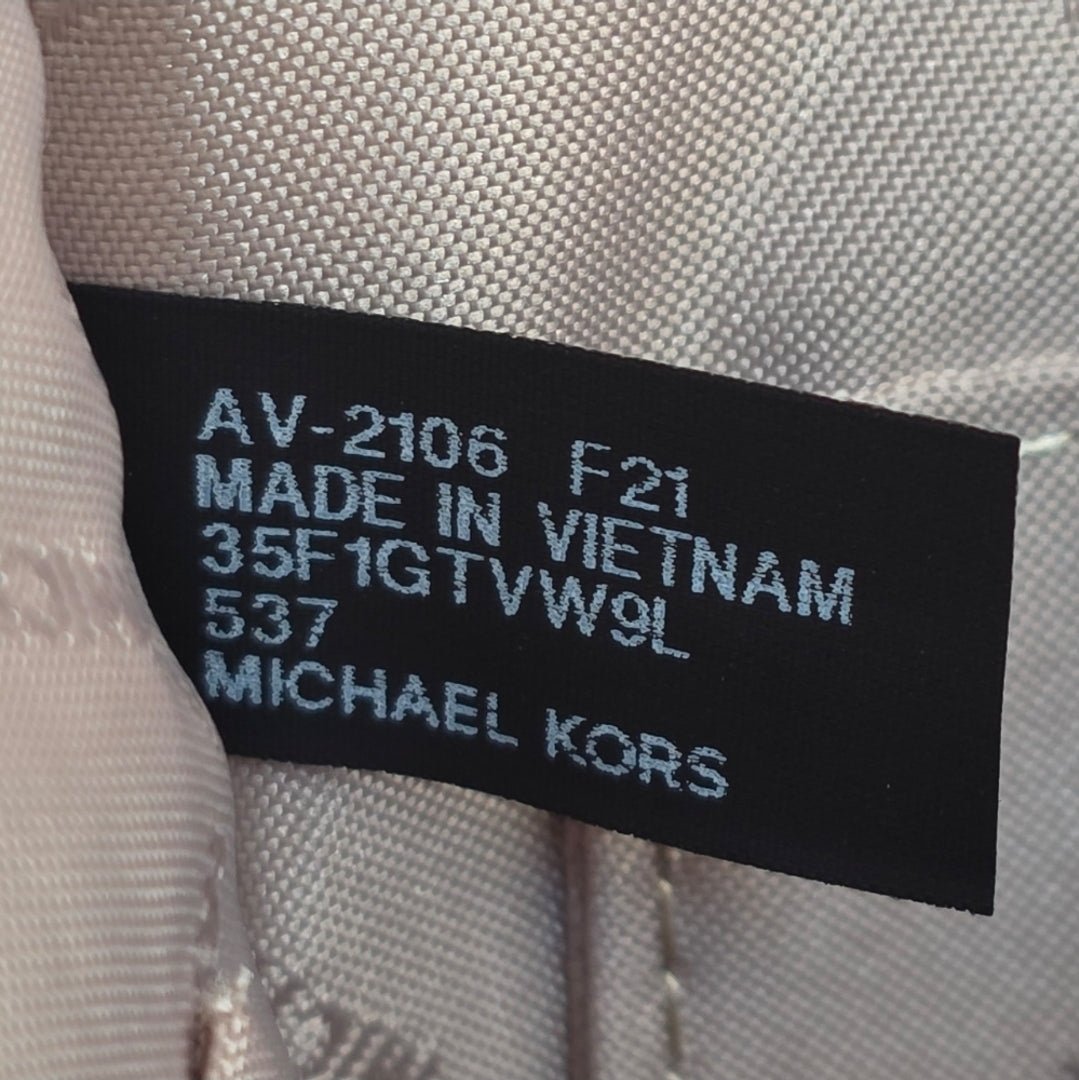 AV-2106 F21
MADE IN VIETNAM
35F1GTVW9L
537
MICHAEL KORS